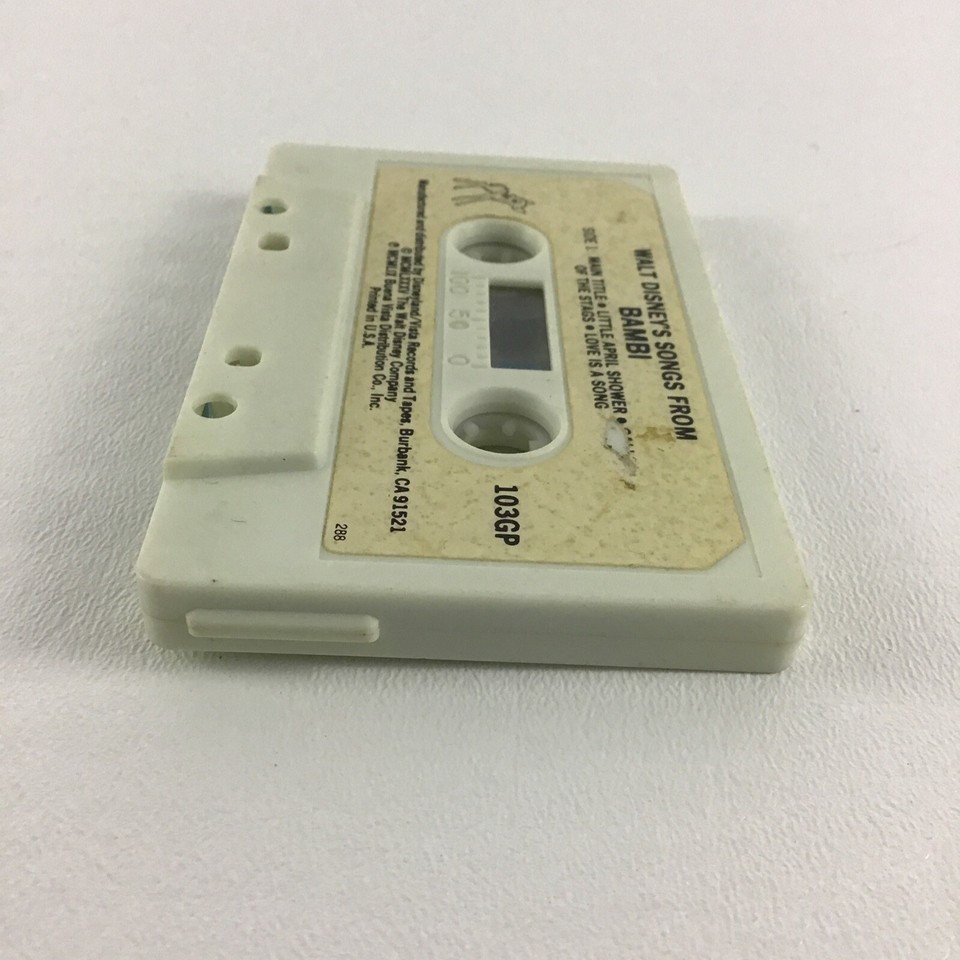 WALT DISNEY'S SONGS FROM
BAMBI
SIDE 1 MAIN TITLE • LITTLE APRIL SHOWER •
OF THE STAGS • LOVE IS A SONG
100 50 0
103GP
Manufactured and distributed by Disneyland/Vista Records and Tapes, Burbank, CA 91521
The Walt Disney Company
Buena Vista Distribution Co., Inc.
Printed in U.S.A.
288